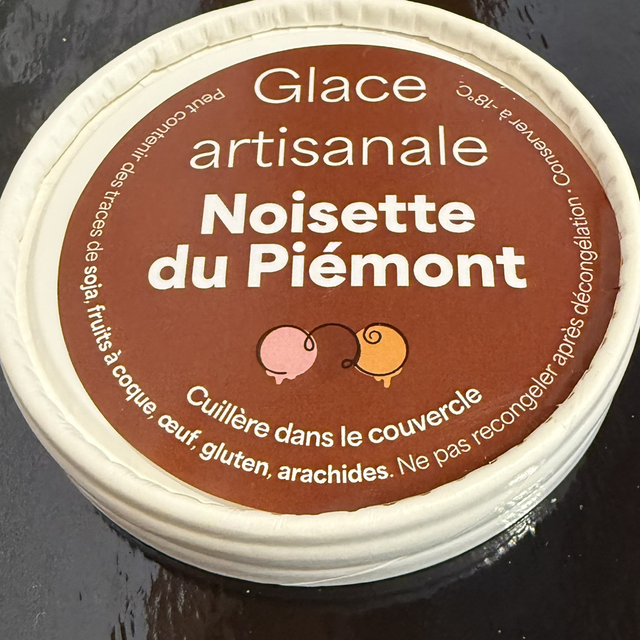 Glace
artisanale
Noisette
du Piémont
Cuillère dans le couvercle
Peut contenir des traces de soja, fruits à coque, œuf, gluten, arachides. Ne pas recongeler après décongélation. Conserver à -18°C